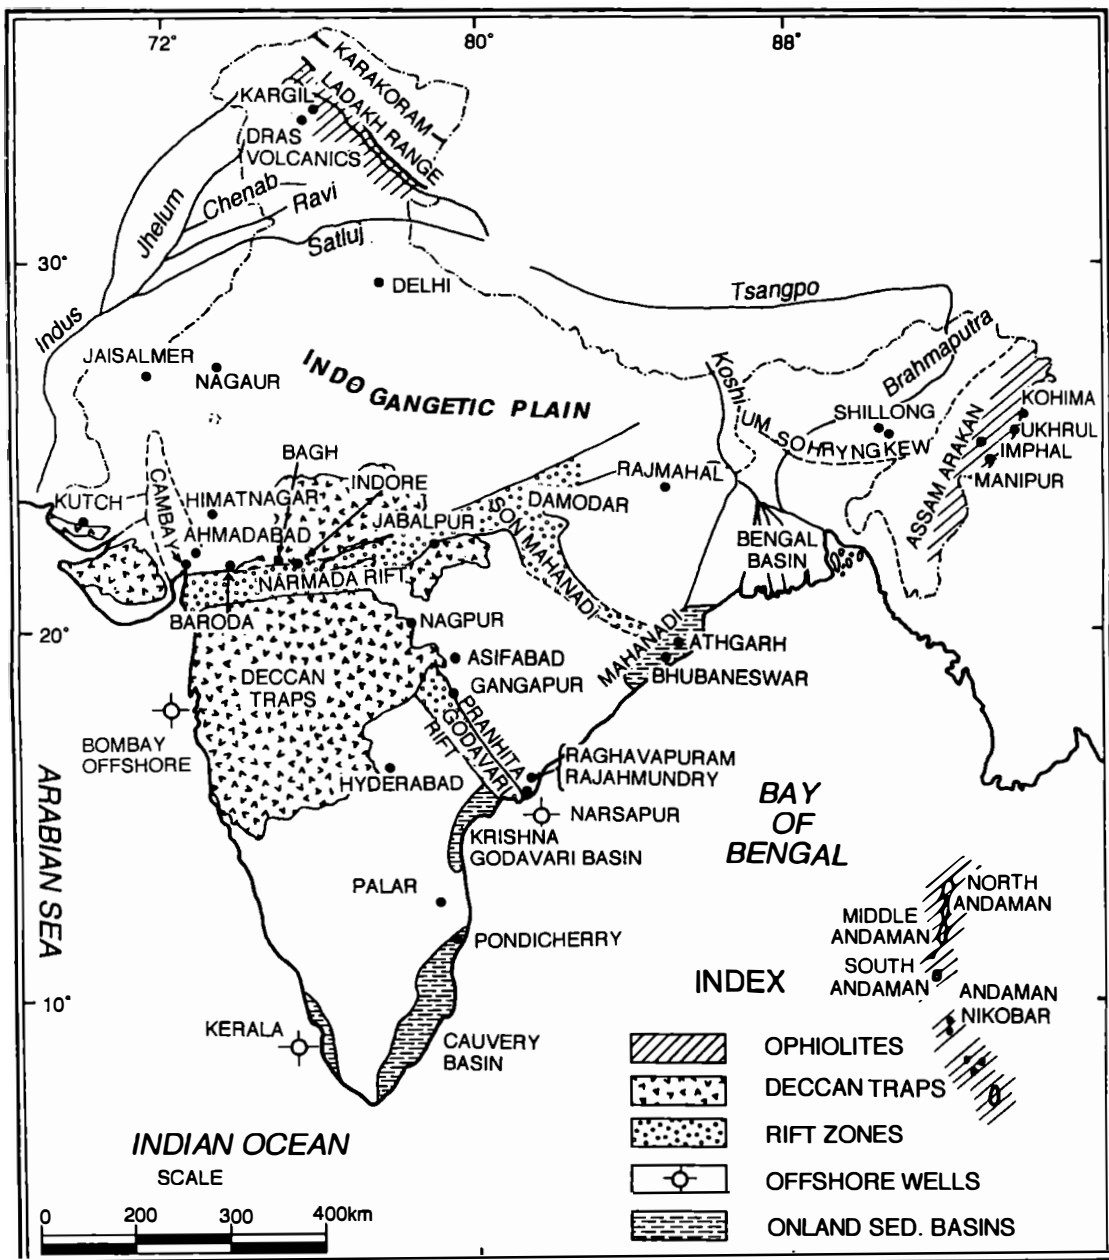 72°
80°
88°
KARAKORAM
LADAKH RANGE
KARGIL
DRAS
VOLCANICS
Jhelum
Chenab
Ravi
Satluj
30°
DELHI
Tsangpo
Indus
Brahmaputra
JAISALMER
NAGAUR
INDO GANGETIC PLAIN
Koshi
KOHIMA
SHILLONG
UKHRUL
UM SOHRYNGKEW
IMPHAL
MANIPUR
ASSAM ARAKAN
BAGH
INDORE
RAJMAHAL
KUTCH
CAMBAY
HIMATNAGAR
DAMODAR
JABALPUR
SON MAHANADI
AHMADABAD
BENGAL
BASIN
NARMADA RIFT
BARODA
20°
NAGPUR
MAHANADI
ATHGARH
ASIFABAD
BHUBANESWAR
DECCAN
TRAPS
GANGAPUR
PRANHITA
GODAVARI
RIFT
BOMBAY
OFFSHORE
RAGHAVAPURAM
RAJAHMUNDRY
HYDERABAD
ARABIAN SEA
BAY
OF
BENGAL
NARSAPUR
KRISHNA
GODAVARI BASIN
PALAR
NORTH
ANDAMAN
MIDDLE
ANDAMAN
PONDICHERRY
SOUTH
ANDAMAN
INDEX
10°
ANDAMAN
NIKOBAR
KERALA
CAUVERY
BASIN
OPHIOLITES
DECCAN TRAPS
RIFT ZONES
OFFSHORE WELLS
ONLAND SED. BASINS
INDIAN OCEAN
SCALE
0 200 300 400km